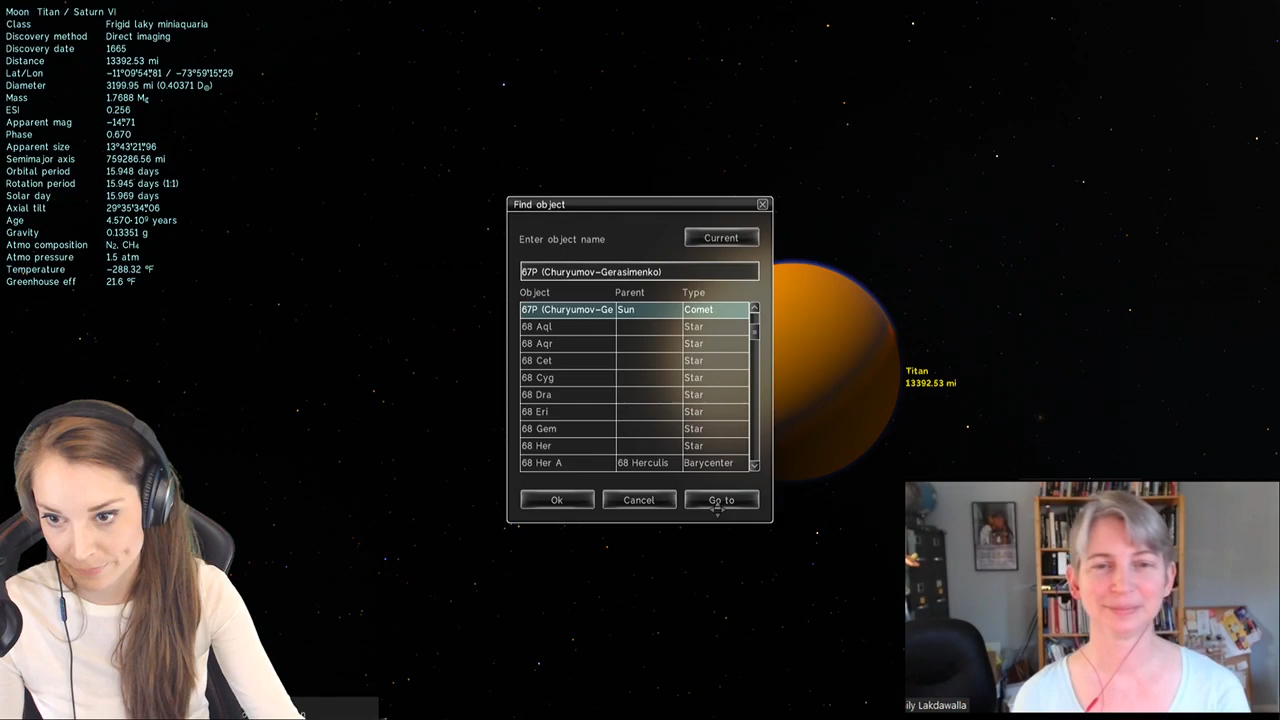 Moon Titan / Saturn VI
Class Frigid laky miniaquaria
Discovery method Direct imaging
Discovery date 1665
Distance 13392.53 mi
Lat/Lon −11°09'54"81 / −73°59'15"29
Diameter 3199.95 mi (0.40371 D⊕)
Mass 1.7688 M☾
ESI 0.256
Apparent mag −14.71
Phase 0.670
Apparent size 13°43'21"96
Semimajor axis 759286.56 mi
Orbital period 15.948 days
Rotation period 15.945 days (1:1)
Solar day 15.969 days
Axial tilt 29°35'34"06
Age 4.570·10⁹ years
Gravity 0.13351 g
Atmo composition N₂, CH₄
Atmo pressure 1.5 atm
Temperature −288.32 °F
Greenhouse eff 21.6 °F
Find object
Enter object name Current
67P (Churyumov−Gerasimenko)
Object Parent Type
67P (Churyumov−Ge Sun Comet
68 Aql Star
68 Aqr Star
68 Cet Star
68 Cyg Star
68 Dra Star
68 Eri Star
68 Gem Star
68 Her Star
68 Her A 68 Herculis Barycenter
Ok Cancel Go to
Titan
13392.53 mi
ily Lakdawalla